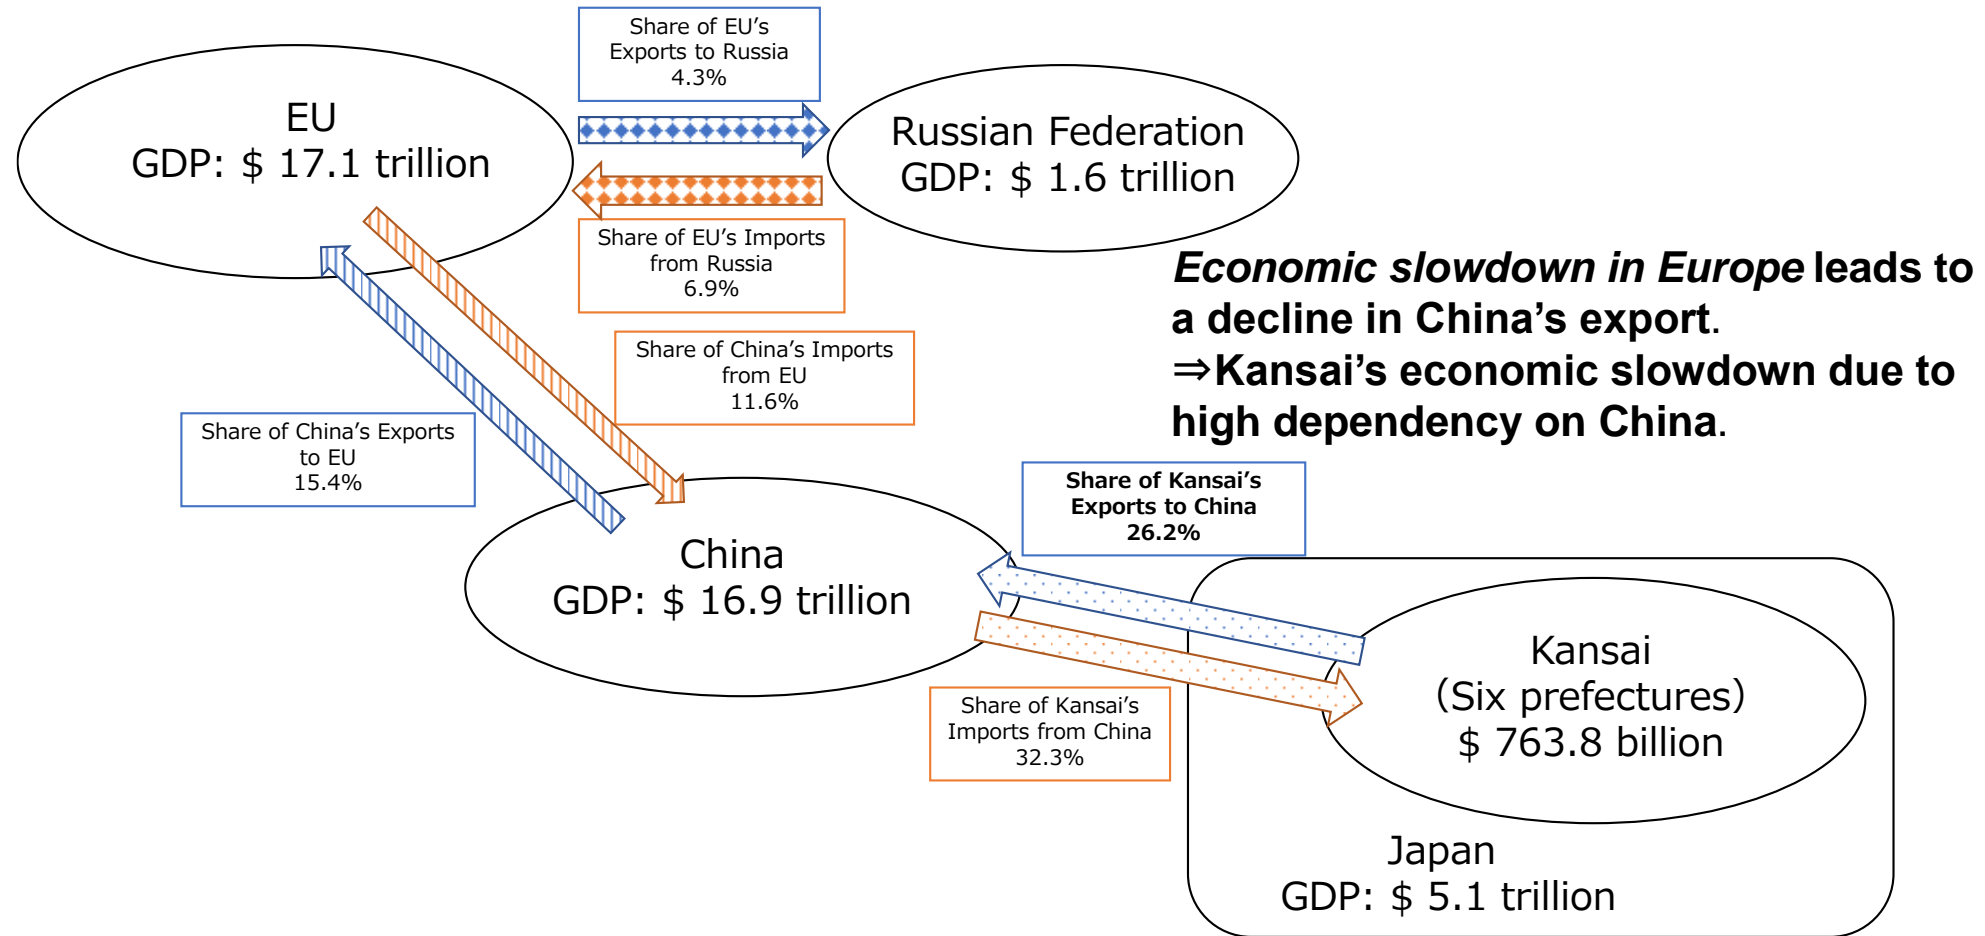 Share of EU’s
Exports to Russia
4.3%
EU
GDP: $ 17.1 trillion
Russian Federation
GDP: $ 1.6 trillion
Share of EU’s Imports
from Russia
6.9%
Economic slowdown in Europe leads to
a decline in China’s export.
⇒Kansai’s economic slowdown due to
high dependency on China.
Share of China’s Imports
from EU
11.6%
Share of China’s Exports
to EU
15.4%
Share of Kansai’s
Exports to China
26.2%
China
GDP: $ 16.9 trillion
Kansai
（Six prefectures）
$ 763.8 billion
Share of Kansai’s
Imports from China
32.3%
Japan
GDP: $ 5.1 trillion